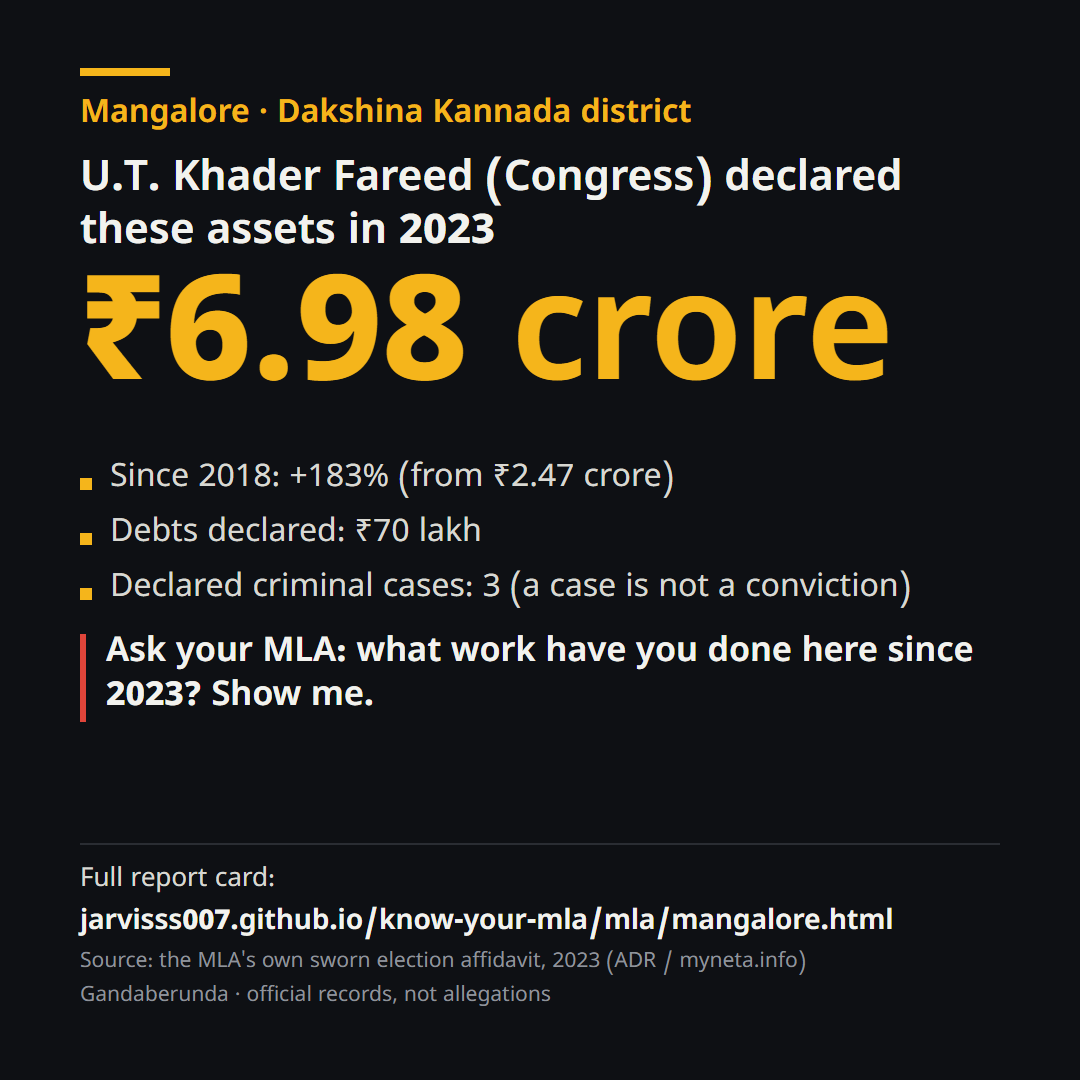 Mangalore · Dakshina Kannada district
U.T. Khader Fareed (Congress) declared
these assets in 2023
₹6.98 crore
Since 2018: +183% (from ₹2.47 crore)
Debts declared: ₹70 lakh
Declared criminal cases: 3 (a case is not a conviction)
Ask your MLA: what work have you done here since
2023? Show me.
Full report card:
jarvisss007.github.io/know-your-mla/mla/mangalore.html
Source: the MLA's own sworn election affidavit, 2023 (ADR / myneta.info)
Gandaberunda · official records, not allegations